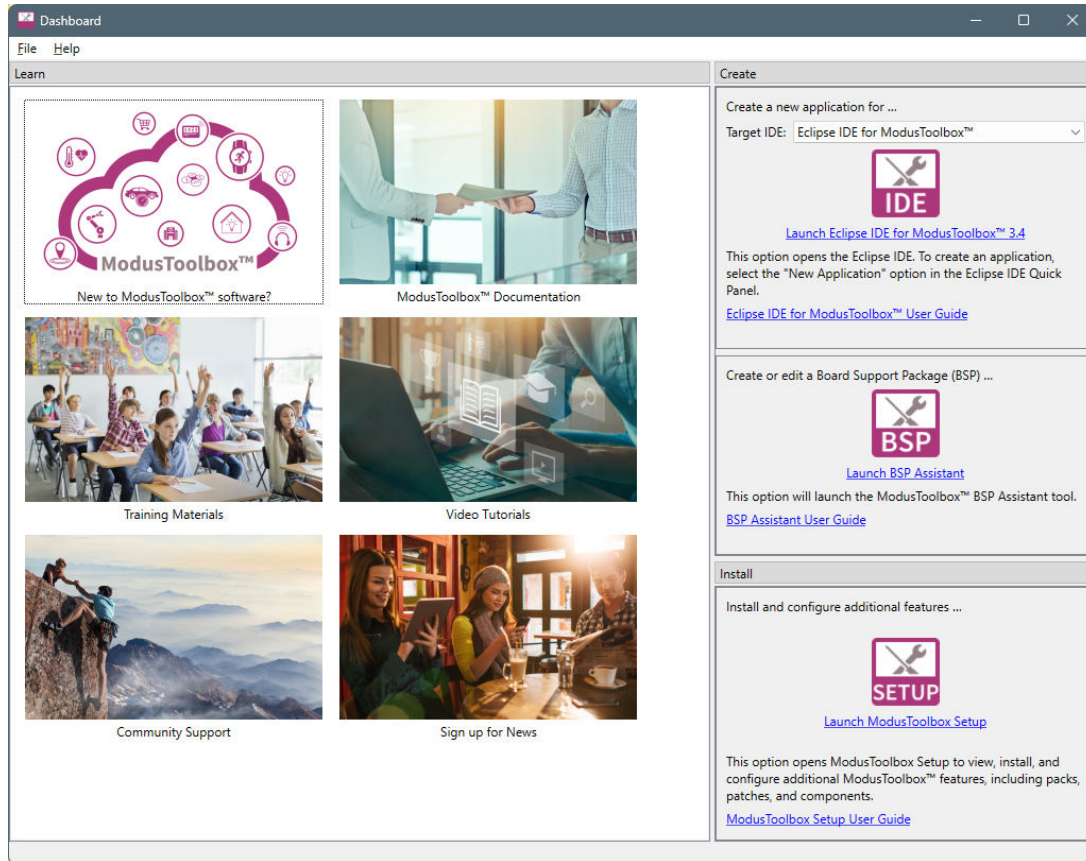 Dashboard
File Help
Learn
ModusToolbox™
New to ModusToolbox™ software?
ModusToolbox™ Documentation
Training Materials
Video Tutorials
Community Support
Sign up for News
Create
Create a new application for ...
Target IDE: Eclipse IDE for ModusToolbox™
IDE
Launch Eclipse IDE for ModusToolbox™ 3.4
This option opens the Eclipse IDE. To create an application,
select the "New Application" option in the Eclipse IDE Quick
Panel.
Eclipse IDE for ModusToolbox™ User Guide
Create or edit a Board Support Package (BSP) ...
BSP
Launch BSP Assistant
This option will launch the ModusToolbox™ BSP Assistant tool.
BSP Assistant User Guide
Install
Install and configure additional features ...
SETUP
Launch ModusToolbox Setup
This option opens ModusToolbox Setup to view, install, and
configure additional ModusToolbox™ features, including packs,
patches, and components.
ModusToolbox Setup User Guide